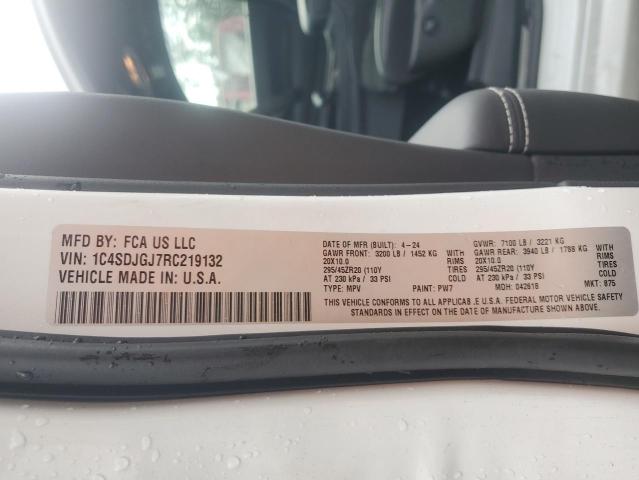 MFD BY: FCA US LLC
VIN: 1C4SDJGJ7RC219132
VEHICLE MADE IN: U.S.A.
DATE OF MFR (BUILT): 4-24 GVWR: 7100 LB / 3221 KG
GAWR FRONT: 3200 LB / 1452 KG WITH GAWR REAR: 3940 LB / 1788 KG WITH
20X10.0 RIMS 20X10.0 RIMS
295/45ZR20 (110Y TIRES 295/45ZR20 (110Y TIRES
AT 230 kPa / 33 PSI COLD AT 230 kPa / 33 PSI COLD
TYPE: MPV PAINT: PW7 MDH: 042618 MKT: 875
THIS VEHICLE CONFORMS TO ALL APPLICAB .E U.S.A. FEDERAL MOTOR VEHICLE SAFETY
STANDARDS IN EFFECT ON THE DATE OF MANUFACTURE SHOWN ABOVE.